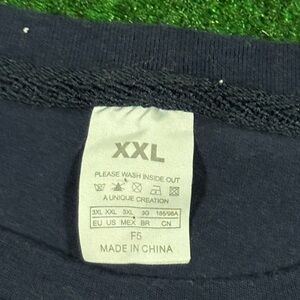 XXL
PLEASE WASH INSIDE OUT
A UNIQUE CREATION
3XL XXL 3XL 3G 185/98A
EU US MEX BR CN
F6
MADE IN CHINA